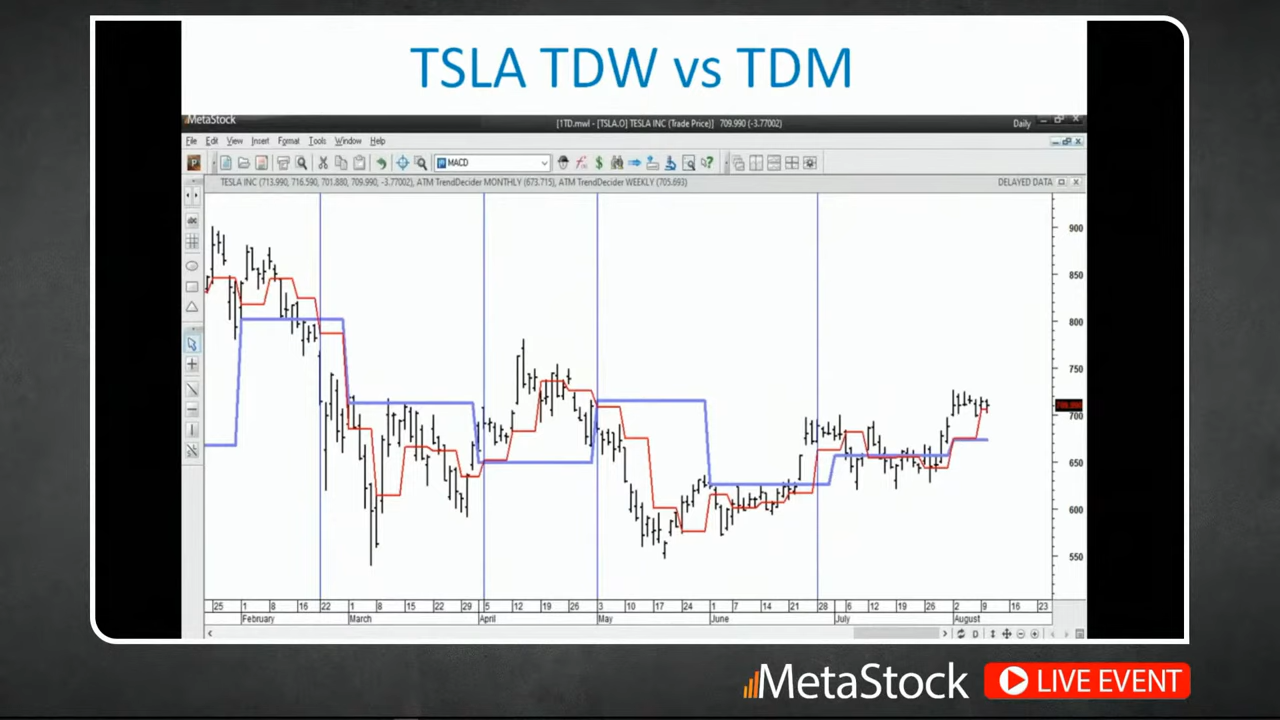 TSLA TDW vs TDM
MetaStock
[1TD.mwl - [TSLA.O] TESLA INC (Trade Price)] 709.990 (-3.77002)
Daily
File Edit View Insert Format Tools Window Help
MACD
TESLA INC (713.990, 716.590, 701.880, 709.990, -3.77002), ATM TrendDecider MONTHLY (673.715), ATM TrendDecider WEEKLY (705.693)
DELAYED DATA
900
850
800
750
700
650
600
550
25 1 8 16 22 1 8 15 22 29 5 12 19 26 3 10 17 24 1 7 14 21 28 6 12 19 26 2 9 16 23
February March April May June July August
D
MetaStock LIVE EVENT